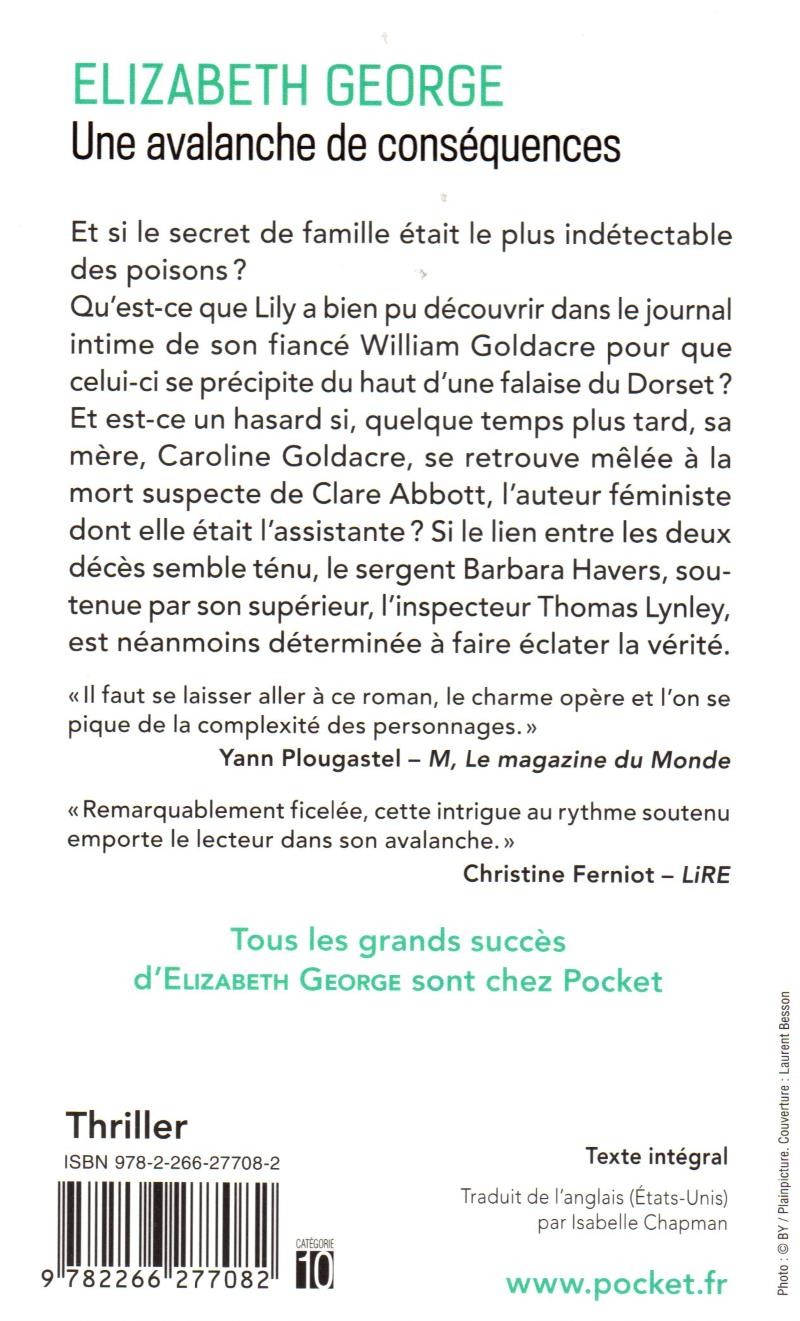 ELIZABETH GEORGE
Une avalanche de conséquences
Et si le secret de famille était le plus indétectable
des poisons ?
Qu'est-ce que Lily a bien pu découvrir dans le journal
intime de son fiancé William Goldacre pour que
celui-ci se précipite du haut d'une falaise du Dorset ?
Et est-ce un hasard si, quelque temps plus tard, sa
mère, Caroline Goldacre, se retrouve mêlée à la
mort suspecte de Clare Abbott, l'auteur féministe
dont elle était l'assistante ? Si le lien entre les deux
décès semble ténu, le sergent Barbara Havers, sou-
tenue par son supérieur, l'inspecteur Thomas Lynley,
est néanmoins déterminée à faire éclater la vérité.
« Il faut se laisser aller à ce roman, le charme opère et l'on se
pique de la complexité des personnages. »
Yann Plougastel – M, Le magazine du Monde
« Remarquablement ficelée, cette intrigue au rythme soutenu
emporte le lecteur dans son avalanche. »
Christine Ferniot – LiRE
Tous les grands succès
d'ELIZABETH GEORGE sont chez Pocket
Thriller
ISBN 978-2-266-27708-2
9 782266 277082
CATÉGORIE
10
Texte intégral
Traduit de l'anglais (États-Unis)
par Isabelle Chapman
www.pocket.fr
Photo : © BY / Plainpicture. Couverture : Laurent Besson